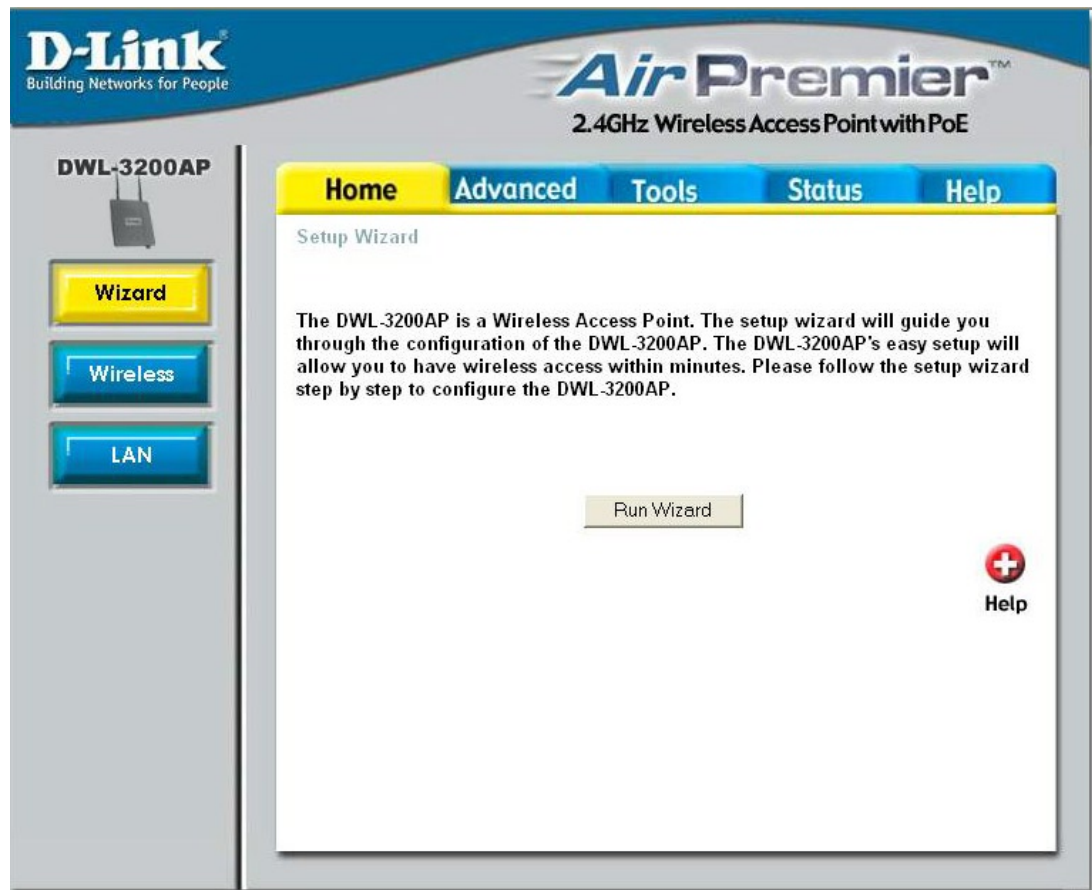 D-Link®
Building Networks for People
Air Premier™
2.4GHz Wireless Access Point with PoE
DWL-3200AP
Home
Advanced
Tools
Status
Help
Wizard
Wireless
LAN
Setup Wizard
The DWL-3200AP is a Wireless Access Point. The setup wizard will guide you
through the configuration of the DWL-3200AP. The DWL-3200AP's easy setup will
allow you to have wireless access within minutes. Please follow the setup wizard
step by step to configure the DWL-3200AP.
Run Wizard
Help